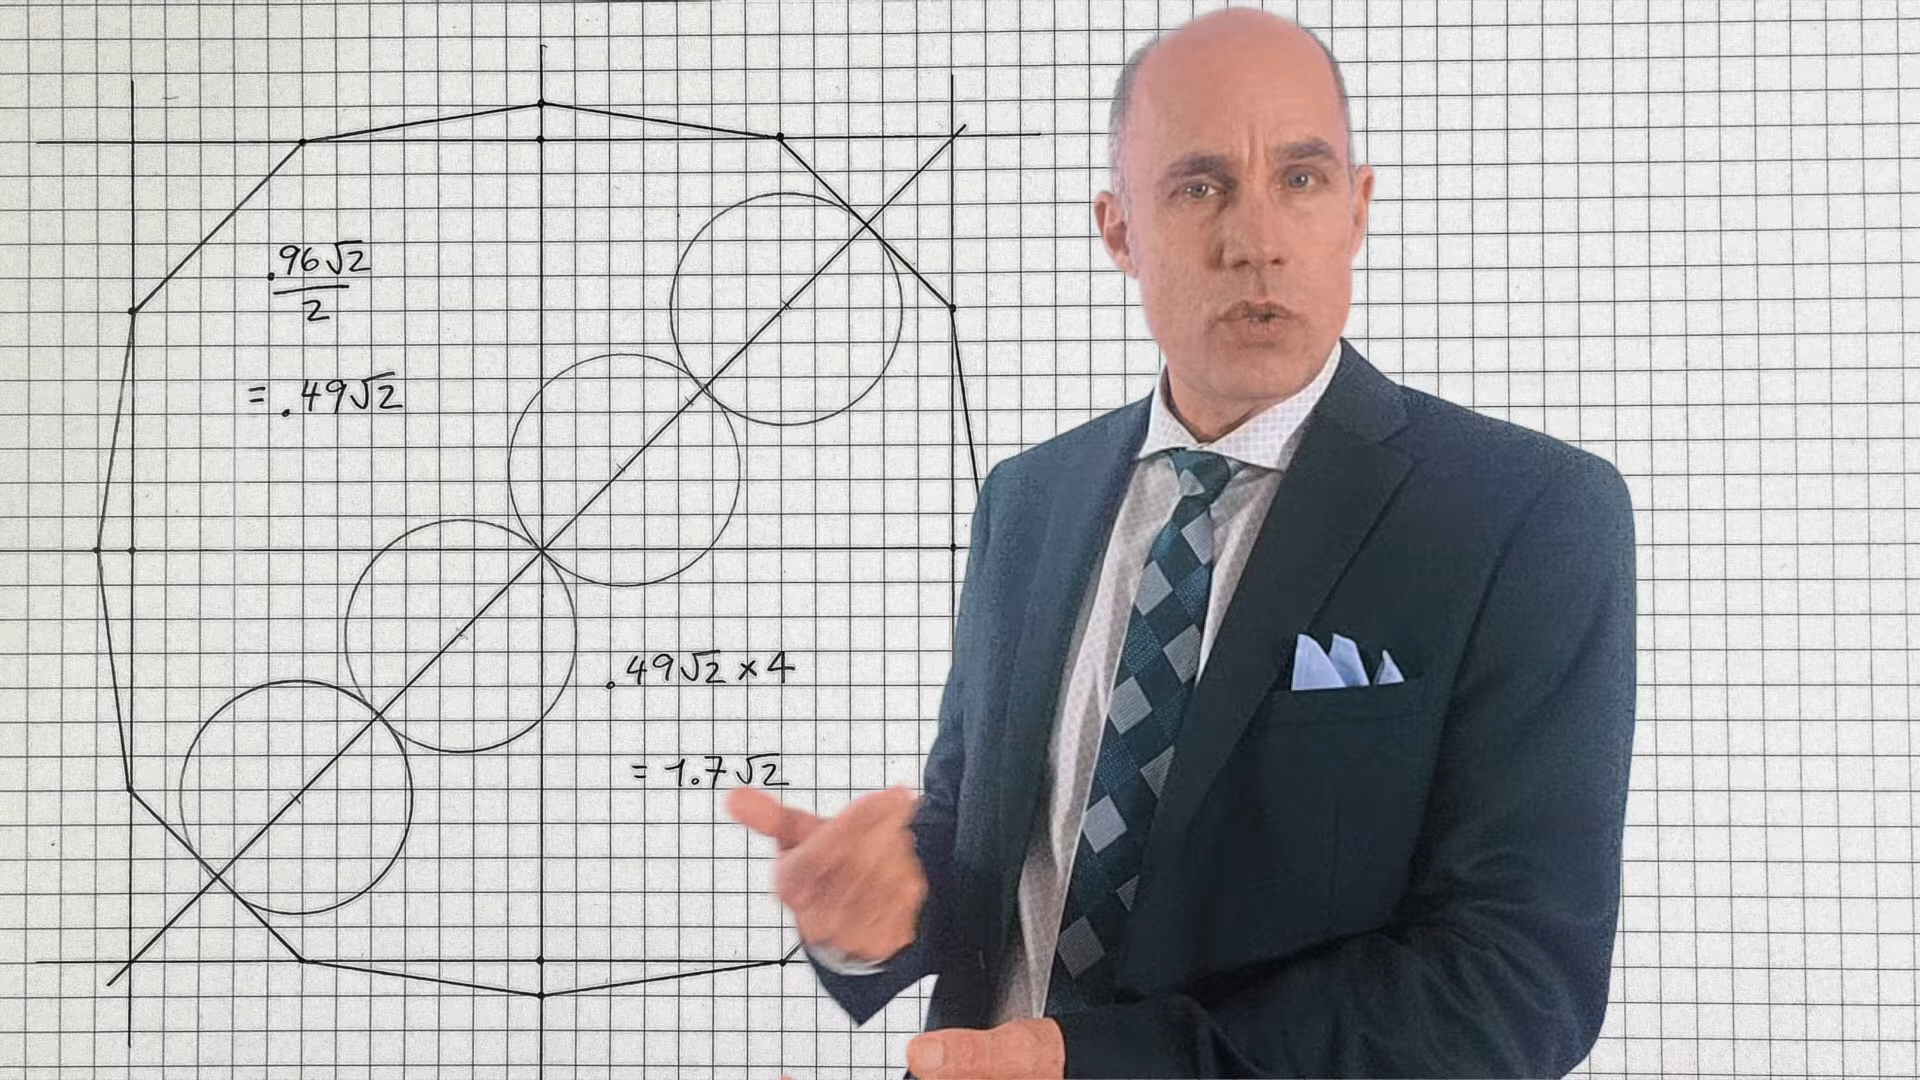 .96√2
2
= .49√2
.49√2 × 4
= 1.7√2